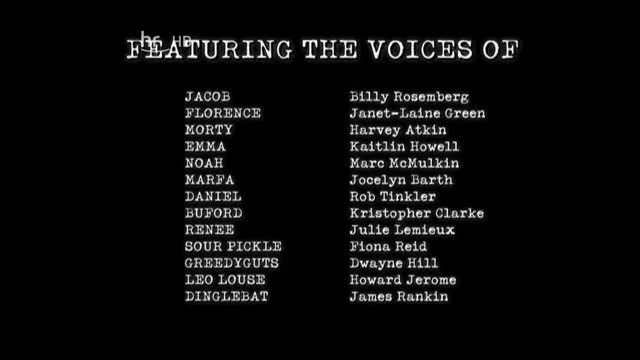 hr HD
FEATURING THE VOICES OF
JACOB Billy Rosemberg
FLORENCE Janet-Laine Green
MORTY Harvey Atkin
EMMA Kaitlin Howell
NOAH Marc McMulkin
MARFA Jocelyn Barth
DANIEL Rob Tinkler
BUFORD Kristopher Clarke
RENEE Julie Lemieux
SOUR PICKLE Fiona Reid
GREEDYGUTS Dwayne Hill
LEO LOUSE Howard Jerome
DINGLEBAT James Rankin